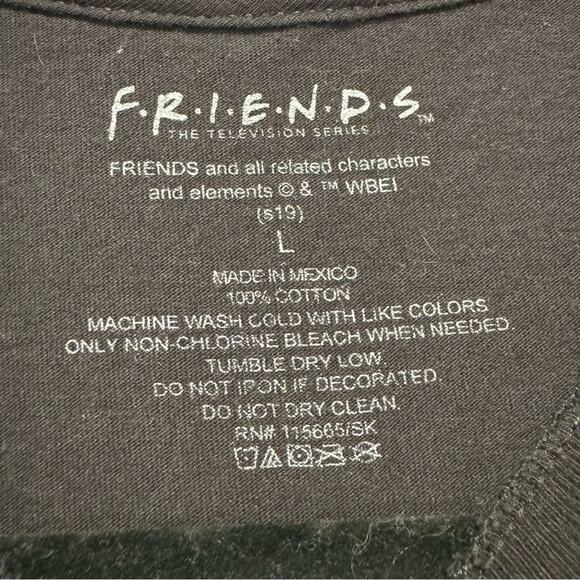 F·R·I·E·N·D·S™
THE TELEVISION SERIES
FRIENDS and all related characters
and elements © & ™ WBEI
(s19)
L
MADE IN MEXICO
100% COTTON
MACHINE WASH COLD WITH LIKE COLORS
ONLY NON-CHLORINE BLEACH WHEN NEEDED.
TUMBLE DRY LOW.
DO NOT IRON IF DECORATED.
DO NOT DRY CLEAN.
RN# 115665/SK